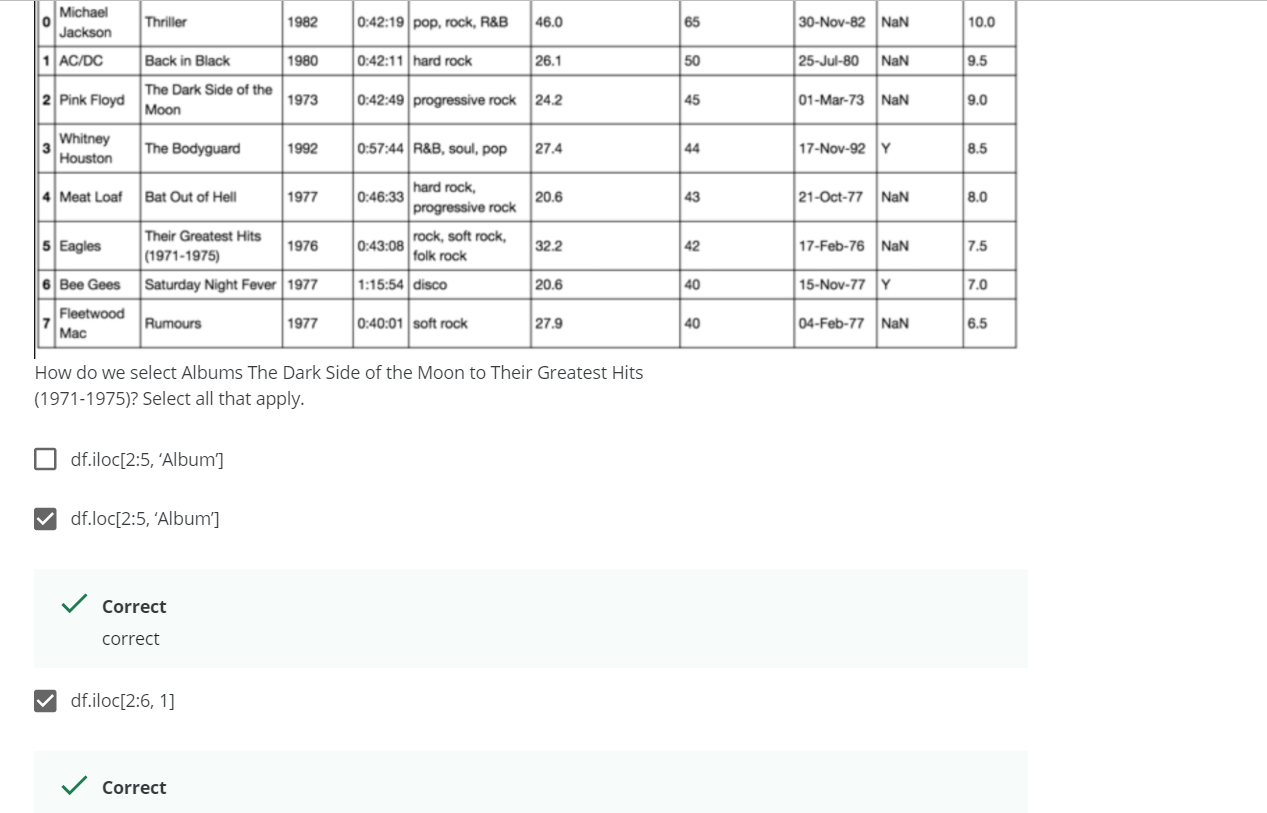 0 Michael Jackson Thriller 1982 0:42:19 pop, rock, R&B 46.0 65 30-Nov-82 NaN 10.0
1 AC/DC Back in Black 1980 0:42:11 hard rock 26.1 50 25-Jul-80 NaN 9.5
2 Pink Floyd The Dark Side of the Moon 1973 0:42:49 progressive rock 24.2 45 01-Mar-73 NaN 9.0
3 Whitney Houston The Bodyguard 1992 0:57:44 R&B, soul, pop 27.4 44 17-Nov-92 Y 8.5
4 Meat Loaf Bat Out of Hell 1977 0:46:33 hard rock, progressive rock 20.6 43 21-Oct-77 NaN 8.0
5 Eagles Their Greatest Hits (1971-1975) 1976 0:43:08 rock, soft rock, folk rock 32.2 42 17-Feb-76 NaN 7.5
6 Bee Gees Saturday Night Fever 1977 1:15:54 disco 20.6 40 15-Nov-77 Y 7.0
7 Fleetwood Mac Rumours 1977 0:40:01 soft rock 27.9 40 04-Feb-77 NaN 6.5
How do we select Albums The Dark Side of the Moon to Their Greatest Hits
(1971-1975)? Select all that apply.
df.iloc[2:5, ‘Album’]
df.loc[2:5, ‘Album’]
Correct
correct
df.iloc[2:6, 1]
Correct